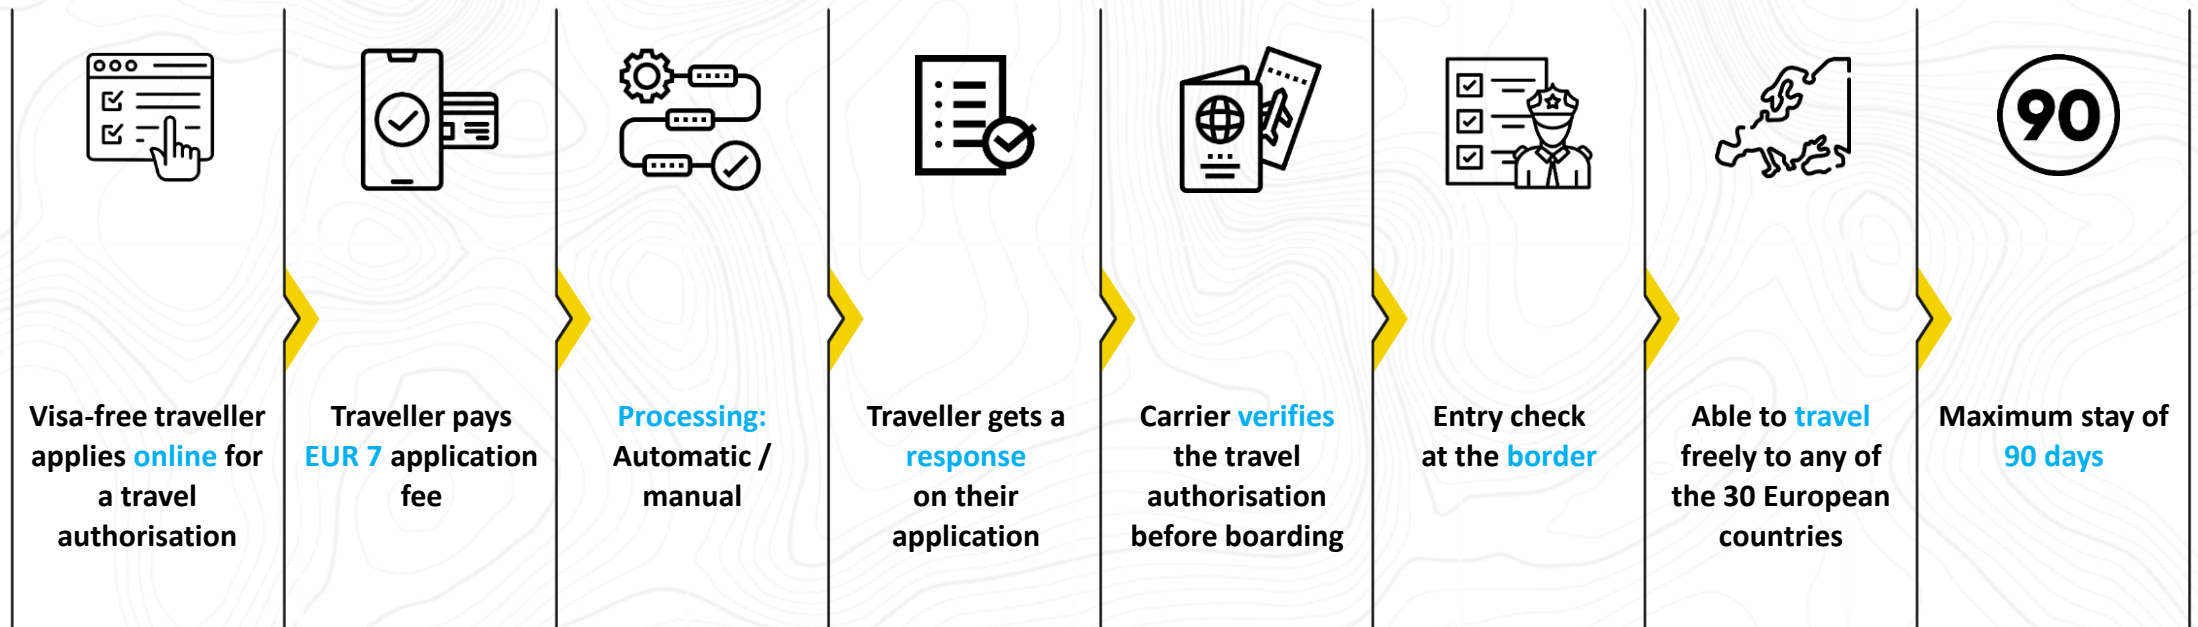 90
Visa-free traveller
applies online for
a travel
authorisation
Traveller pays
EUR 7 application
fee
Processing:
Automatic /
manual
Traveller gets a
response
on their
application
Carrier verifies
the travel
authorisation
before boarding
Entry check
at the border
Able to travel
freely to any of
the 30 European
countries
Maximum stay of
90 days